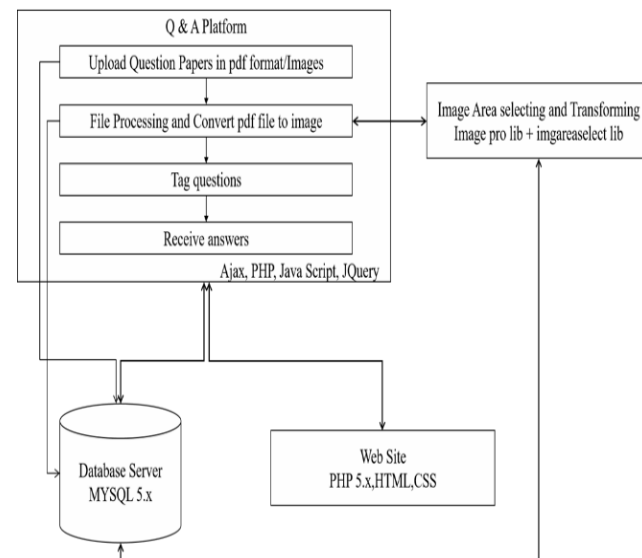 Q & A Platform
Upload Question Papers in pdf format/Images
File Processing and Convert pdf file to image
Tag questions
Receive answers
Ajax, PHP, Java Script, JQuery
Image Area selecting and Transforming
Image pro lib + imgareaselect lib
Database Server
MYSQL 5.x
Web Site
PHP 5.x,HTML,CSS